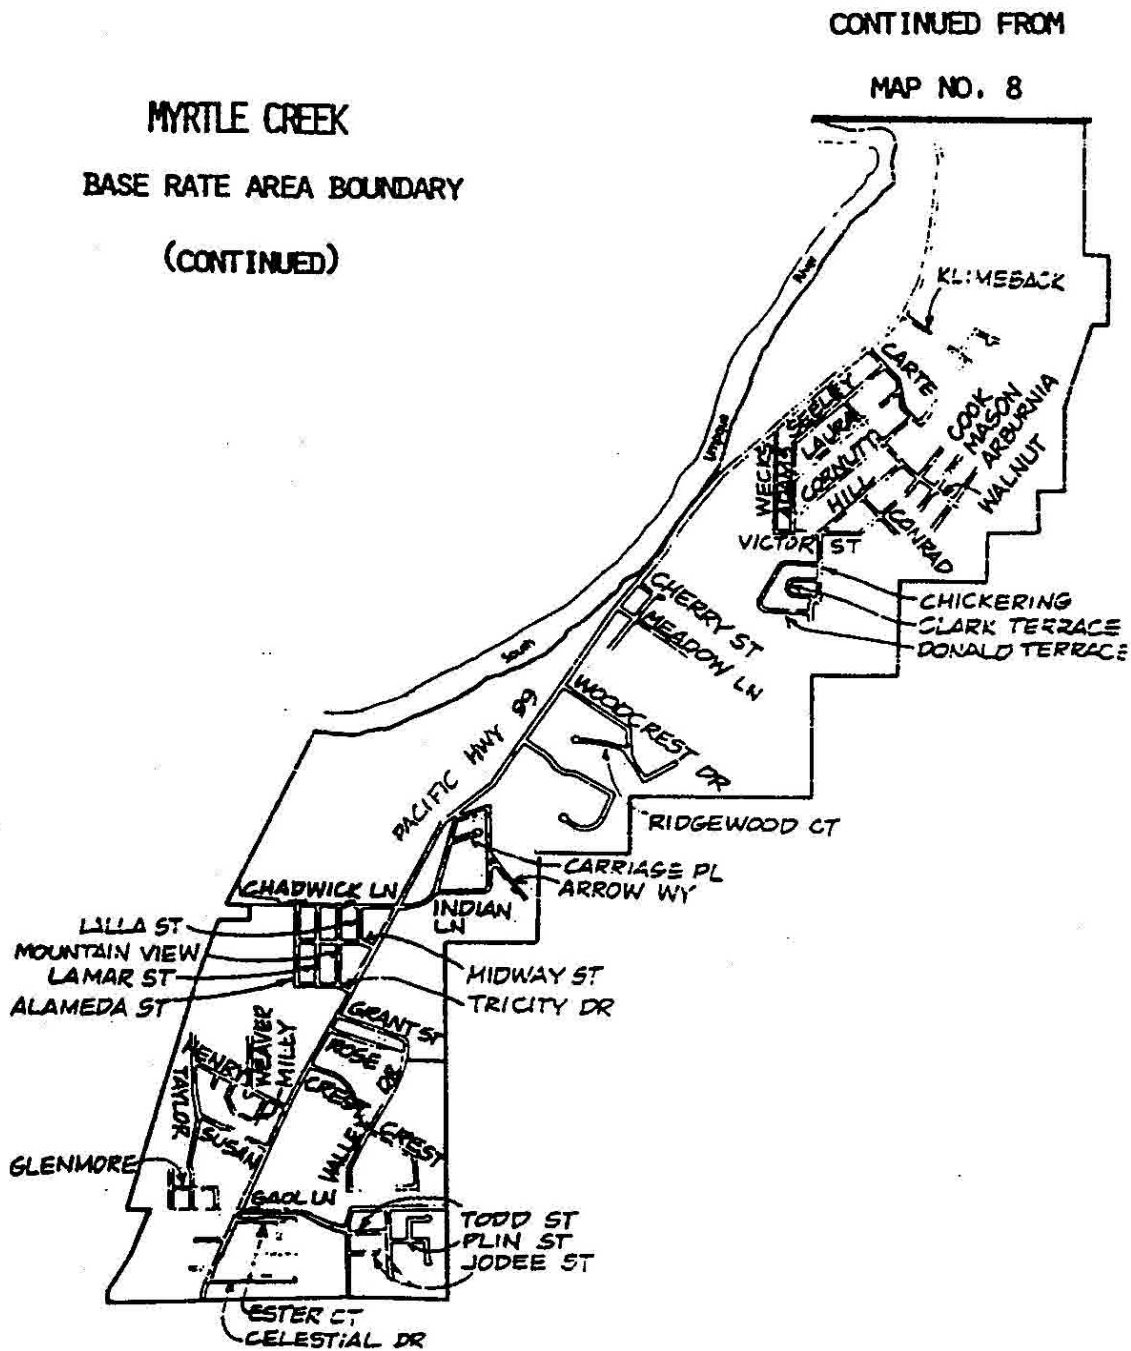 CONTINUED FROM
MAP NO. 8
MYRTLE CREEK
BASE RATE AREA BOUNDARY
(CONTINUED)
River
KLIMEBACK
CARTE
SEELEY
LAURA
COOK
MASON
ARBURNIA
WALNUT
Umpqua
WECKS
ADAMS
CORNUTT
HILL
CONRAD
VICTOR ST
CHICKERING
CLARK TERRACE
DONALD TERRACE
CHERRY ST
MEADOW LN
South
WOODCREST DR
PACIFIC HWY 99
RIDGEWOOD CT
CARRIAGE PL
ARROW WY
CHADWICK LN
INDIAN
LN
LILLA ST
MOUNTAIN VIEW
LAMAR ST
ALAMEDA ST
MIDWAY ST
TRICITY DR
GRANT ST
ROSE
WEAVER
MILLY
HENRY
TAYLOR
SUSAN
CREST
DR
CREST
GLENMORE
GAOL LN
TODD ST
PLIN ST
JODEE ST
ESTER CT
CELESTIAL DR